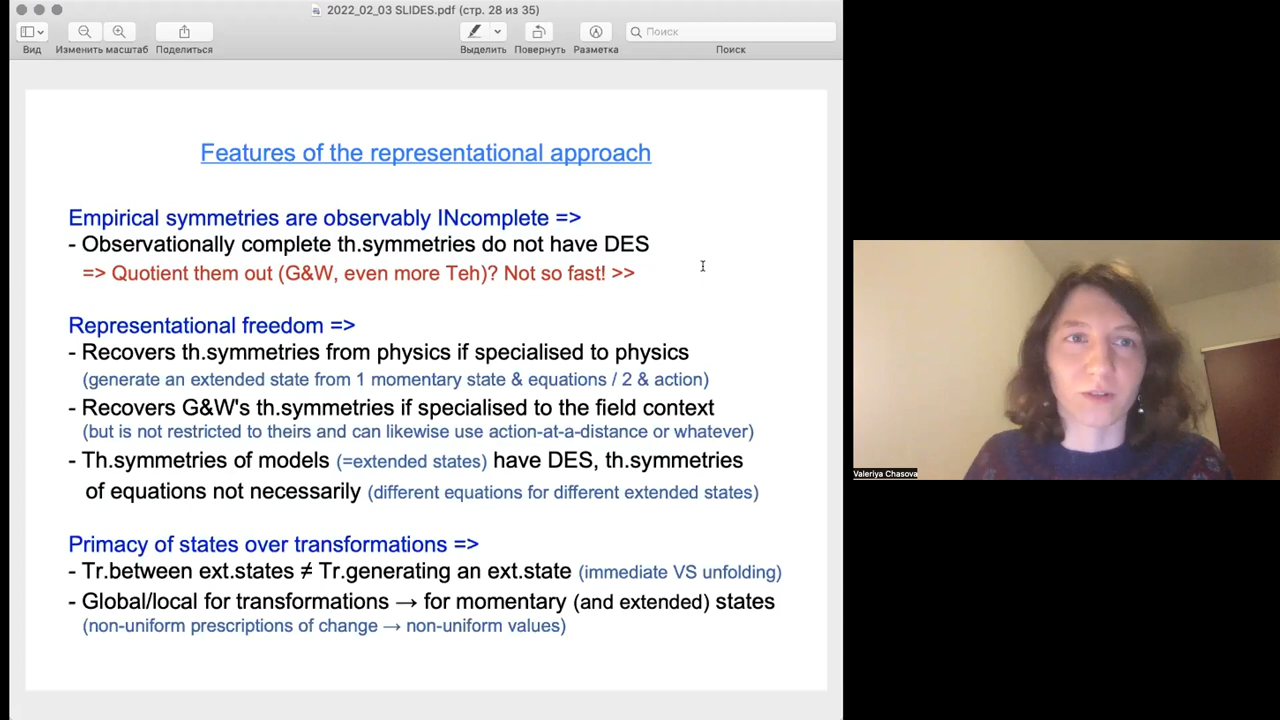 2022_02_03 SLIDES.pdf (стр. 28 из 35)
Вид
Изменить масштаб
Поделиться
Выделить
Повернуть
Разметка
Поиск
Поиск
Features of the representational approach
Empirical symmetries are observably INcomplete =>
- Observationally complete th.symmetries do not have DES
=> Quotient them out (G&W, even more Teh)? Not so fast! >>
Representational freedom =>
- Recovers th.symmetries from physics if specialised to physics
(generate an extended state from 1 momentary state & equations / 2 & action)
- Recovers G&W's th.symmetries if specialised to the field context
(but is not restricted to theirs and can likewise use action-at-a-distance or whatever)
- Th.symmetries of models (=extended states) have DES, th.symmetries
of equations not necessarily (different equations for different extended states)
Primacy of states over transformations =>
- Tr.between ext.states ≠ Tr.generating an ext.state (immediate VS unfolding)
- Global/local for transformations → for momentary (and extended) states
(non-uniform prescriptions of change → non-uniform values)
Valeriya Chasova